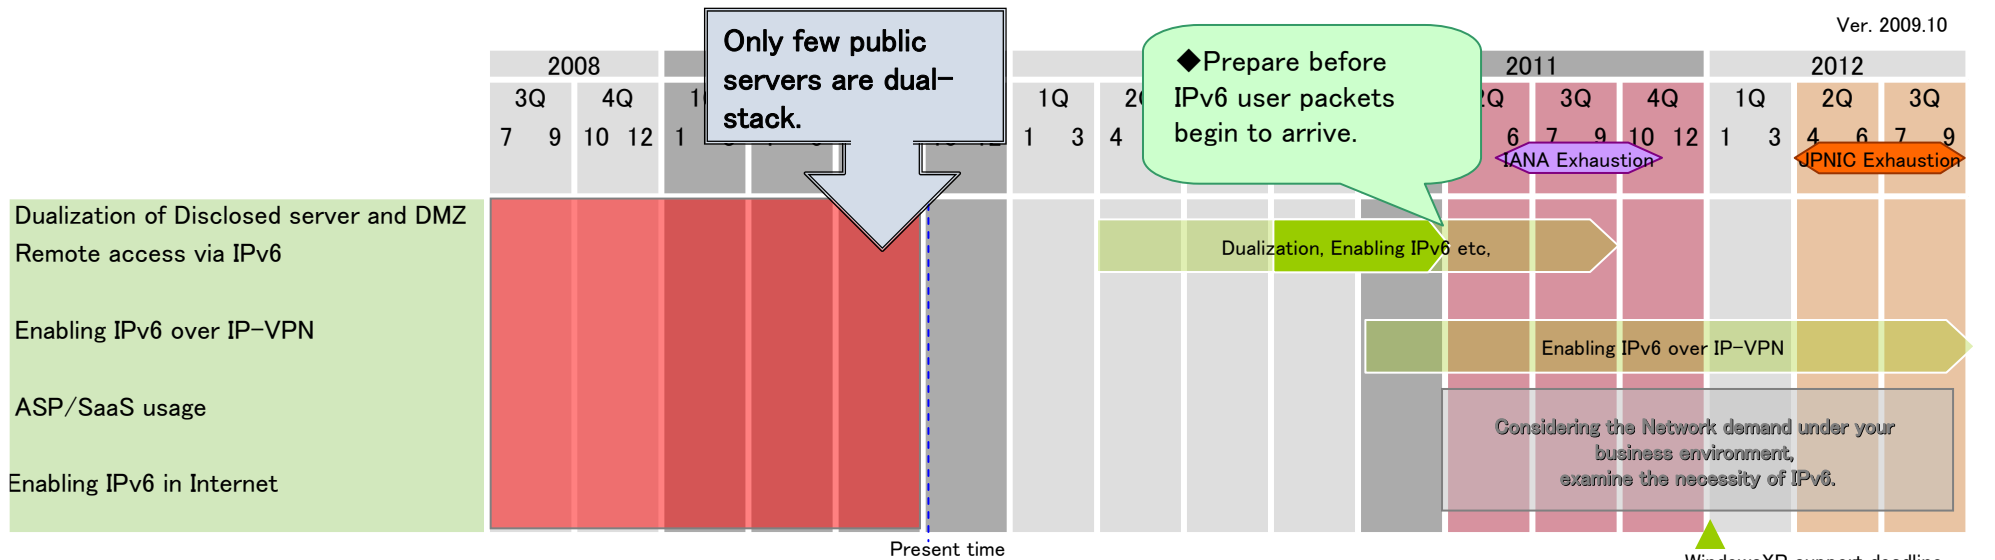 Ver. 2009.10
Only few public
servers are dual-
stack.
◆Prepare before
IPv6 user packets
begin to arrive.
2008
2011
2012
3Q 4Q 1Q 3Q 4Q 1Q 2Q 3Q
7 9 10 12 1 1 3 4 6 7 9 10 12 1 3 4 6 7 9
IANA Exhaustion
JPNIC Exhaustion
Dualization of Disclosed server and DMZ
Remote access via IPv6
Dualization, Enabling IPv6 etc,
Enabling IPv6 over IP-VPN
Enabling IPv6 over IP-VPN
ASP/SaaS usage
Considering the Network demand under your
business environment,
examine the necessity of IPv6.
Enabling IPv6 in Internet
Present time
WindowsXP support deadline